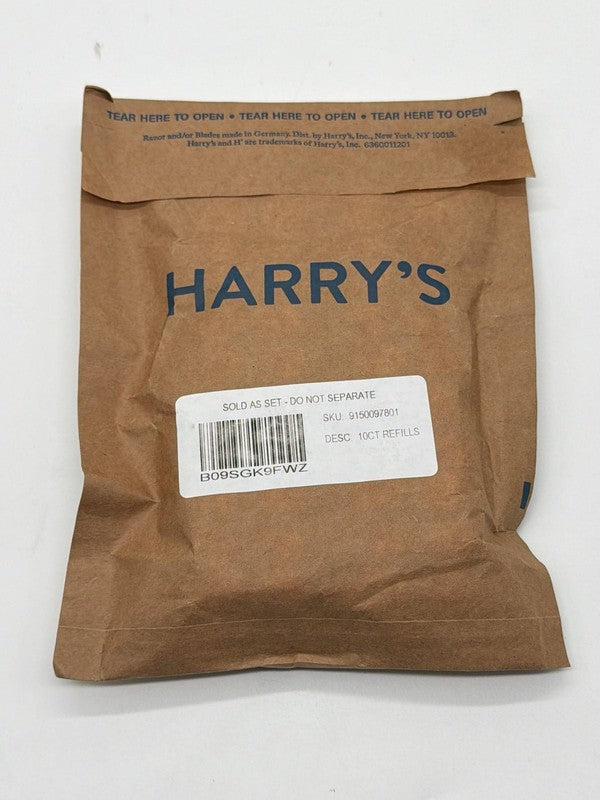 TEAR HERE TO OPEN • TEAR HERE TO OPEN • TEAR HERE TO OPEN
Razor and/or Blades made in Germany. Dist. by Harry's, Inc., New York, NY 10013.
Harry's and H' are trademarks of Harry's, Inc. 6360011201
HARRY'S
SOLD AS SET - DO NOT SEPARATE
SKU: 9150097801
DESC 10CT REFILLS
B09SGK9FWZ